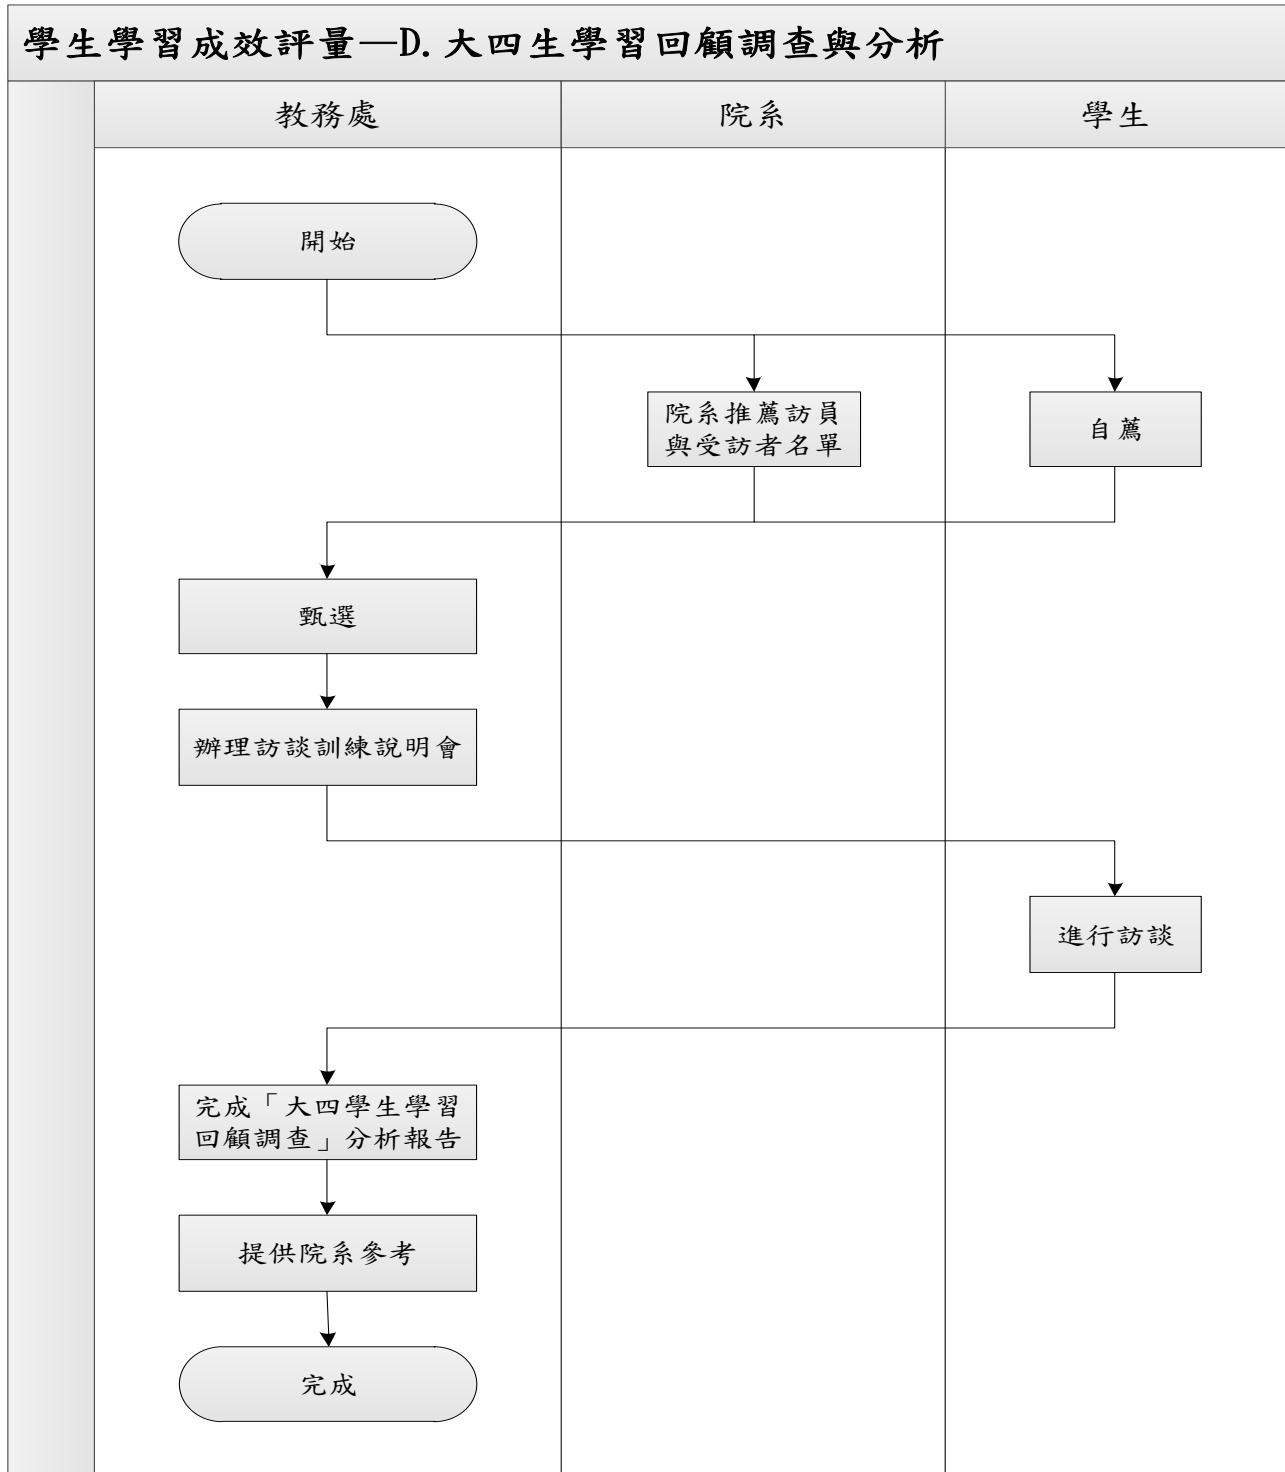 學生學習成效評量—D.大四生學習回顧調查與分析
教務處
院系
學生
開始
院系推薦訪員
與受訪者名單
自薦
甄選
辦理訪談訓練說明會
進行訪談
完成「大四學生學習
回顧調查」分析報告
提供院系參考
完成